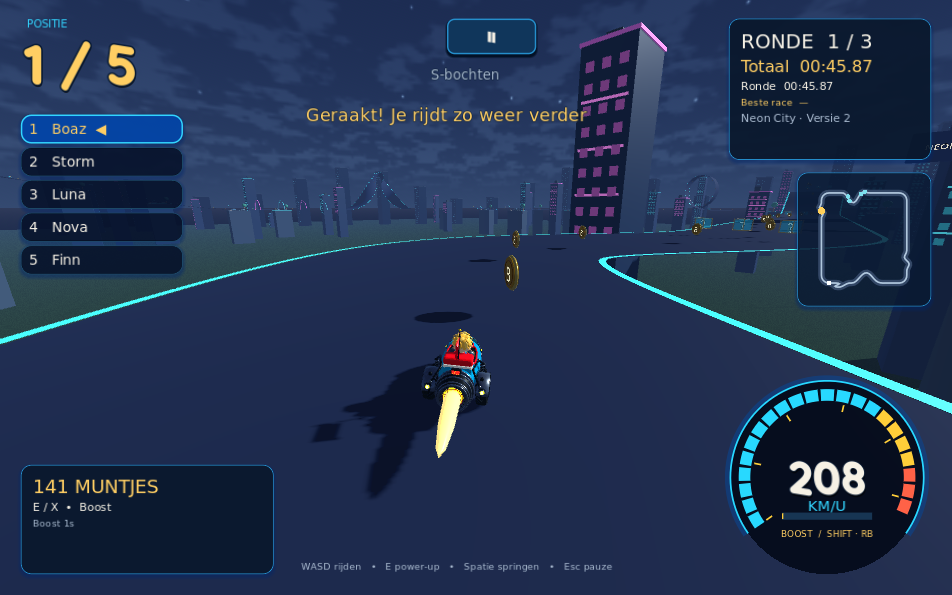 POSITIE
1 / 5
1 Boaz ◀
2 Storm
3 Luna
4 Nova
5 Finn
S-bochten
Geraakt! Je rijdt zo weer verder
RONDE 1 / 3
Totaal 00:45.87
Ronde 00:45.87
Beste race —
Neon City · Versie 2
208
KM/U
BOOST / SHIFT · RB
141 MUNTJES
E / X • Boost
Boost 1s
WASD rijden • E power-up • Spatie springen • Esc pauze